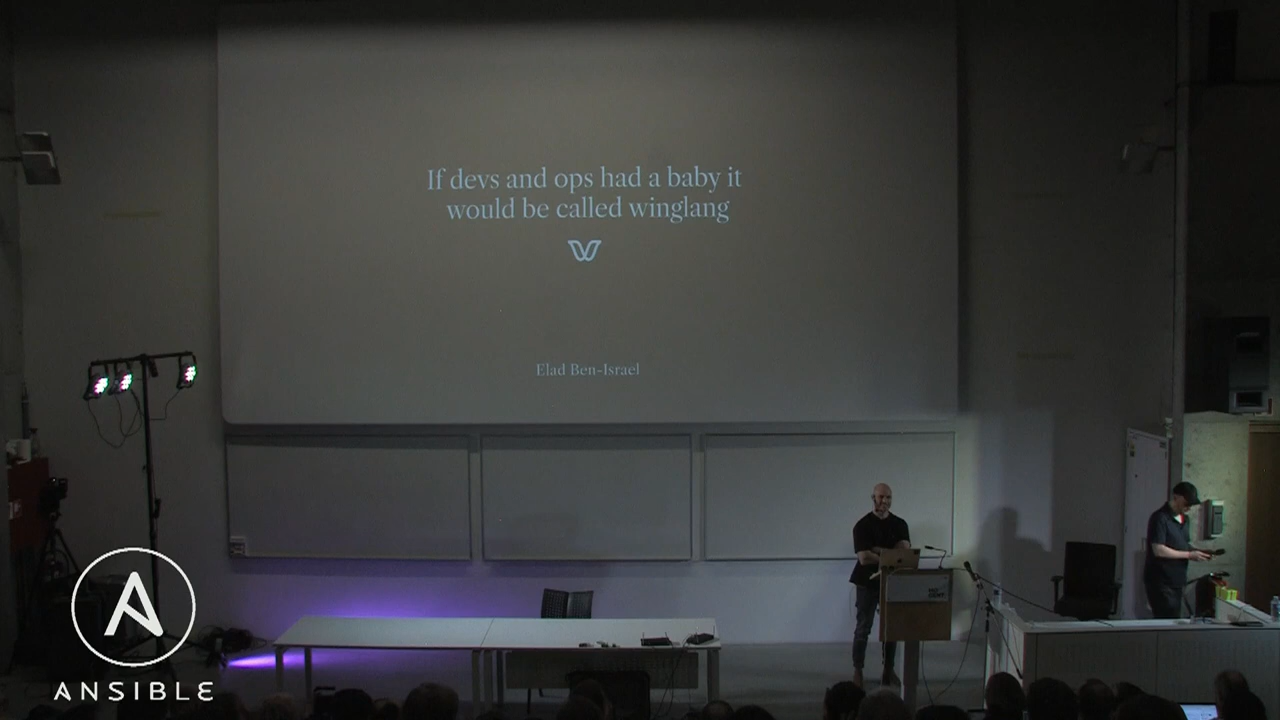 If devs and ops had a baby it
would be called winglang
Elad Ben-Israel
ANSIBLE